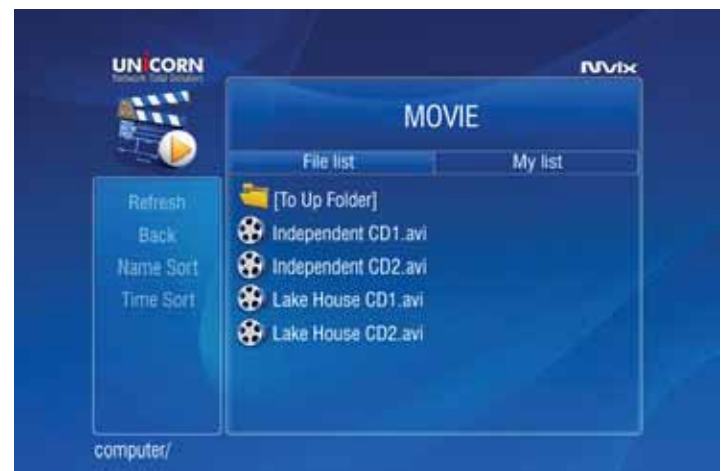 UNiCORN
Network Total Solution
Mvix
MOVIE
File list
My list
Refresh
Back
Name Sort
Time Sort
[To Up Folder]
Independent CD1.avi
Independent CD2.avi
Lake House CD1.avi
Lake House CD2.avi
computer/